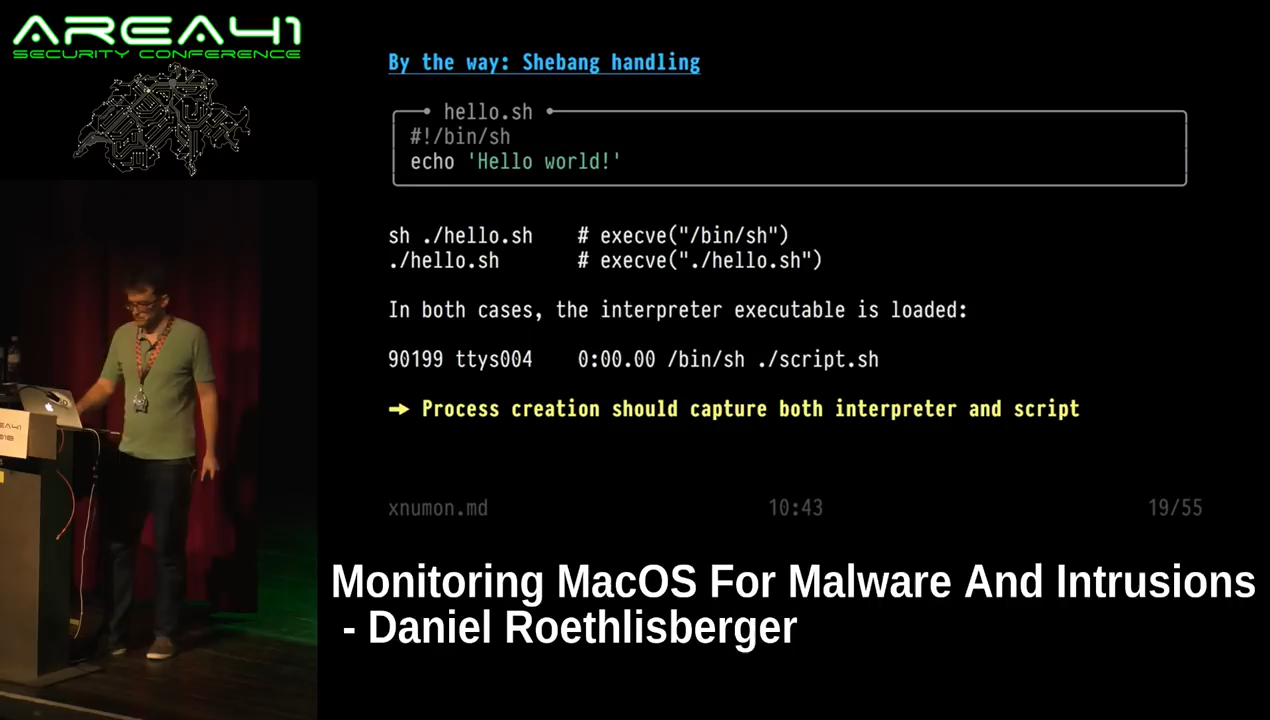 AREA41
SECURITY CONFERENCE
By the way: Shebang handling
hello.sh
#!/bin/sh
echo 'Hello world!'
sh ./hello.sh # execve("/bin/sh")
./hello.sh # execve("./hello.sh")
In both cases, the interpreter executable is loaded:
90199 ttys004 0:00.00 /bin/sh ./script.sh
➞ Process creation should capture both interpreter and script
xnumon.md 10:43 19/55
Monitoring MacOS For Malware And Intrusions
- Daniel Roethlisberger